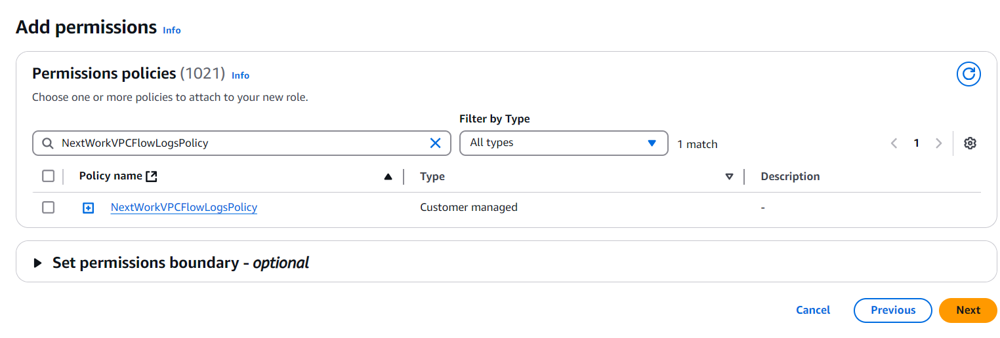 Add permissions Info
Permissions policies (1021) Info
Choose one or more policies to attach to your new role.
Filter by Type
NextWorkVPCFlowLogsPolicy All types 1 match 1
Policy name Type Description
NextWorkVPCFlowLogsPolicy Customer managed -
Set permissions boundary - optional
Cancel Previous Next